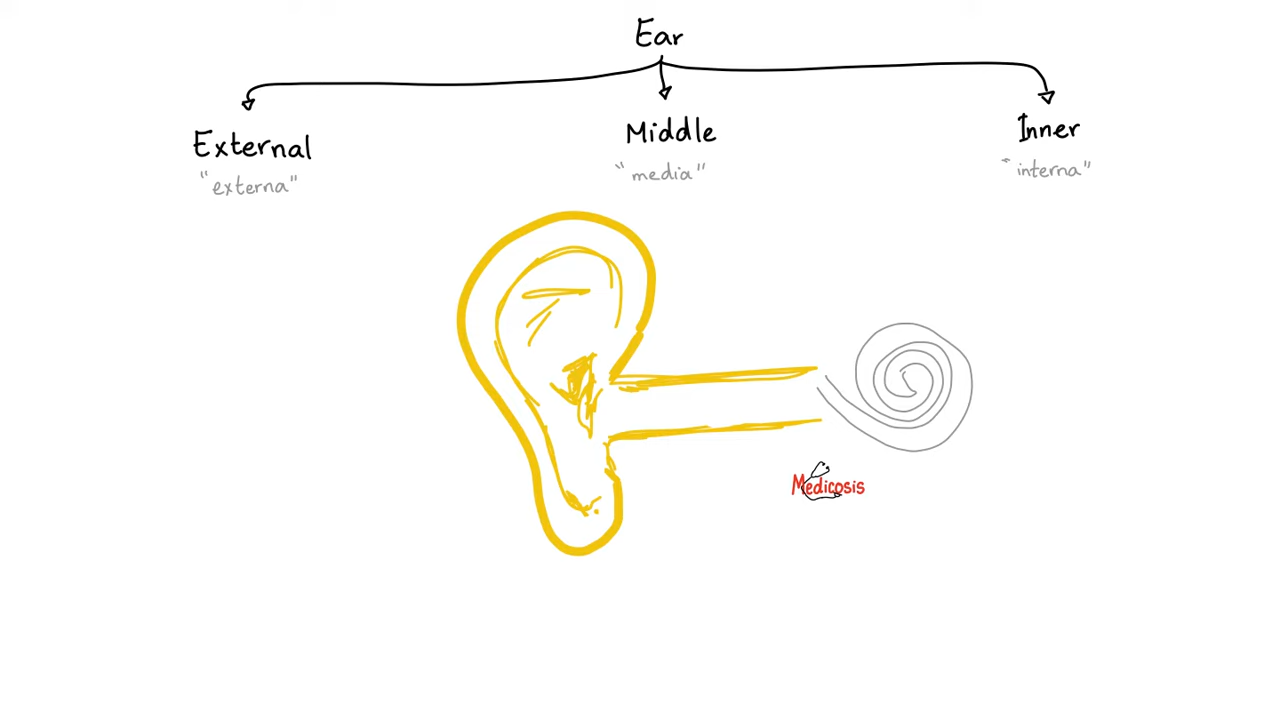 Ear
External
Middle
Inner
"externa"
"media"
"interna"
Medicosis